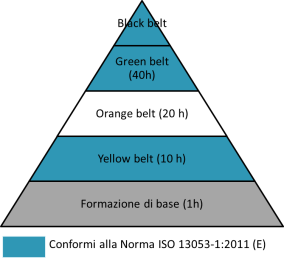 Black belt
Green belt
(40h)
Orange belt (20 h)
Yellow belt (10 h)
Formazione di base (1h)
Conformi alla Norma ISO 13053-1:2011 (E)